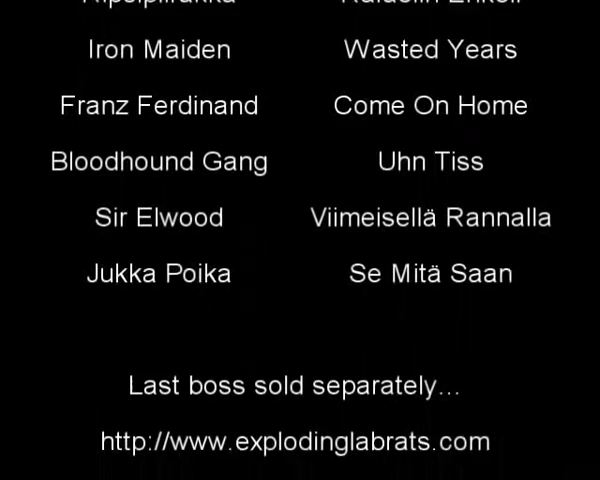 Iron Maiden Wasted Years
Franz Ferdinand Come On Home
Bloodhound Gang Uhn Tiss
Sir Elwood Viimeisellä Rannalla
Jukka Poika Se Mitä Saan
Last boss sold separately...
http://www.explodinglabrats.com